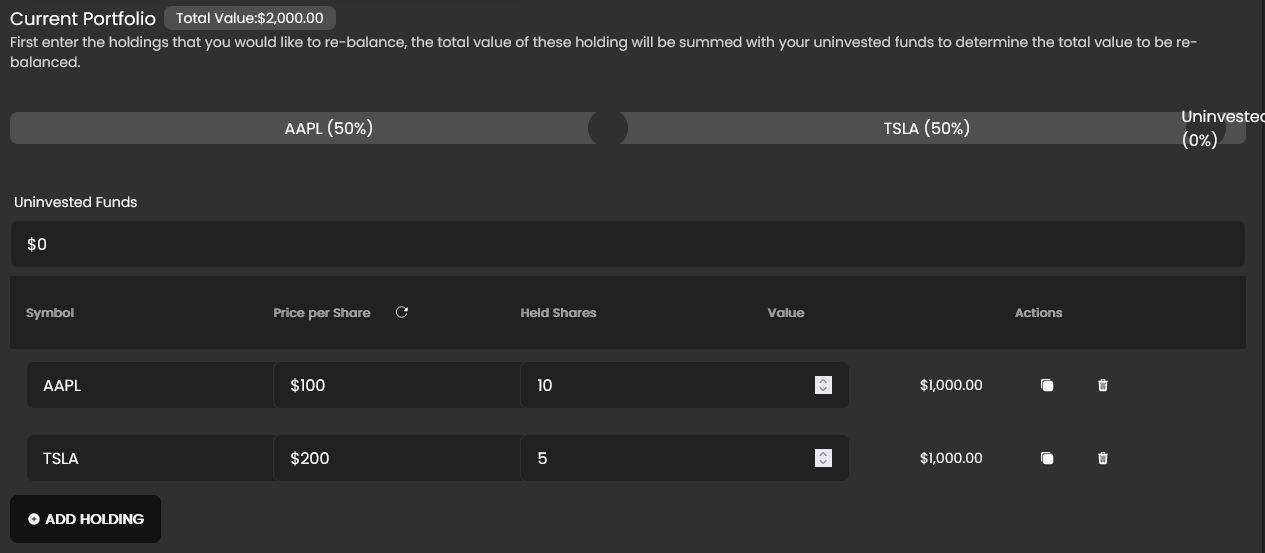 Current Portfolio Total Value:$2,000.00
First enter the holdings that you would like to re-balance, the total value of these holding will be summed with your uninvested funds to determine the total value to be re-
balanced.
AAPL (50%) TSLA (50%) Uninvested
(0%)
Uninvested Funds
$0
Symbol Price per Share Held Shares Value Actions
AAPL $100 10 $1,000.00
TSLA $200 5 $1,000.00
ADD HOLDING